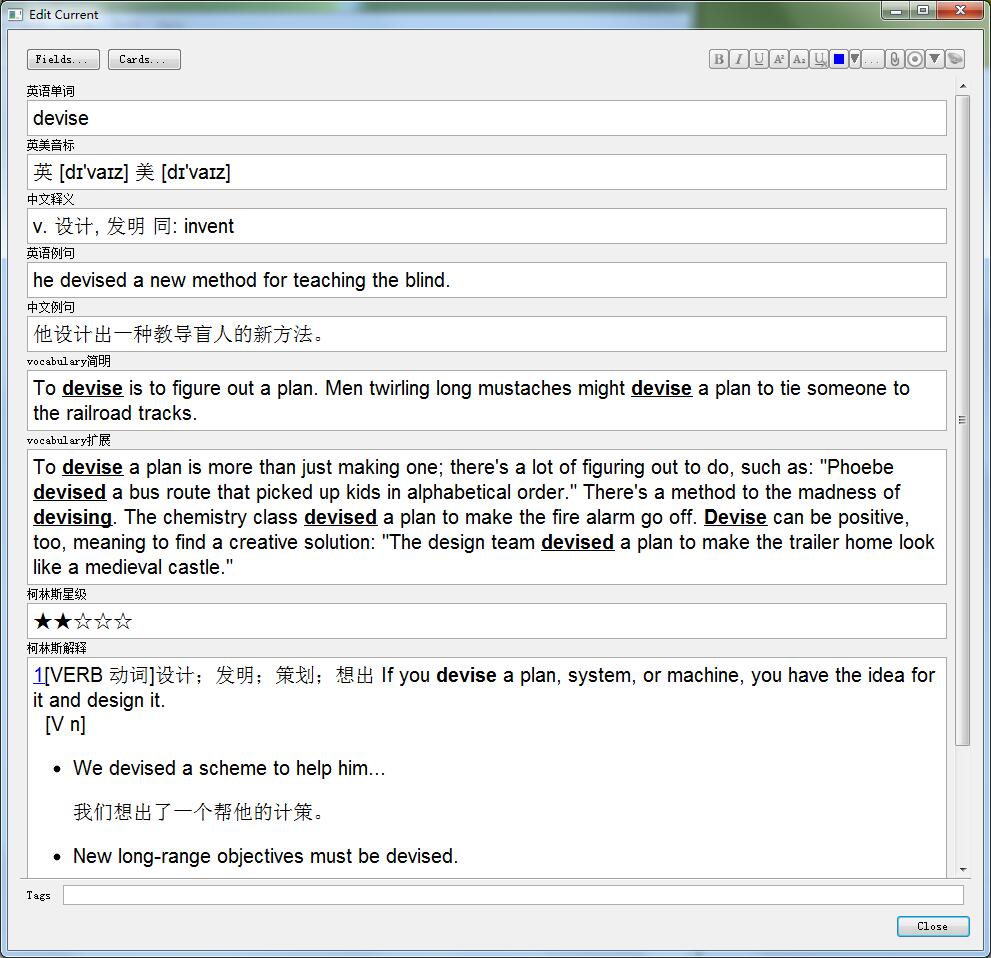 Edit Current
Fields... Cards...
B I U A² A₂ U ...
英语单词
devise
英美音标
英 [dɪ'vaɪz] 美 [dɪ'vaɪz]
中文释义
v. 设计, 发明 同: invent
英语例句
he devised a new method for teaching the blind.
中文例句
他设计出一种教导盲人的新方法。
vocabulary简明
To devise is to figure out a plan. Men twirling long mustaches might devise a plan to tie someone to
the railroad tracks.
vocabulary扩展
To devise a plan is more than just making one; there's a lot of figuring out to do, such as: "Phoebe
devised a bus route that picked up kids in alphabetical order." There's a method to the madness of
devising. The chemistry class devised a plan to make the fire alarm go off. Devise can be positive,
too, meaning to find a creative solution: "The design team devised a plan to make the trailer home look
like a medieval castle."
柯林斯星级
★★☆☆☆
柯林斯解释
1[VERB 动词]设计；发明；策划；想出 If you devise a plan, system, or machine, you have the idea for
it and design it.
[V n]
• We devised a scheme to help him...
我们想出了一个帮他的计策。
• New long-range objectives must be devised.
Tags
Close